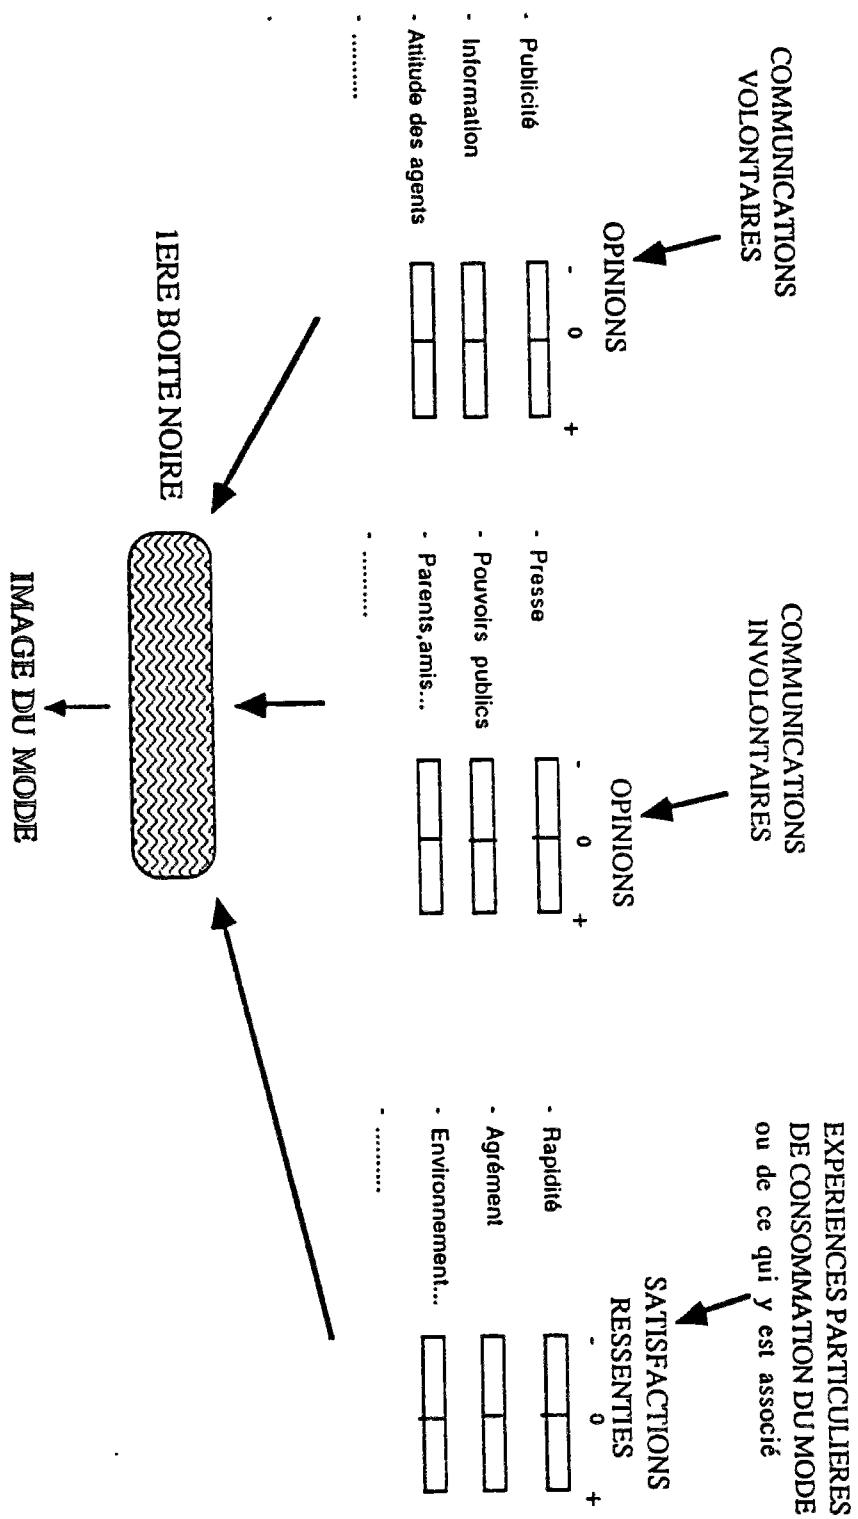 COMMUNICATIONS
VOLONTAIRES
OPINIONS
- 0 +
- Publicité
- Information
- Attitude des agents
- ..........
COMMUNICATIONS
INVOLONTAIRES
OPINIONS
- 0 +
- Presse
- Pouvoirs publics
- Parents,amis...
- ..........
EXPERIENCES PARTICULIERES
DE CONSOMMATION DU MODE
ou de ce qui y est associé
SATISFACTIONS
RESSENTIES
- 0 +
- Rapidité
- Agrément
- Environnement...
- ..........
1ERE BOITE NOIRE
IMAGE DU MODE